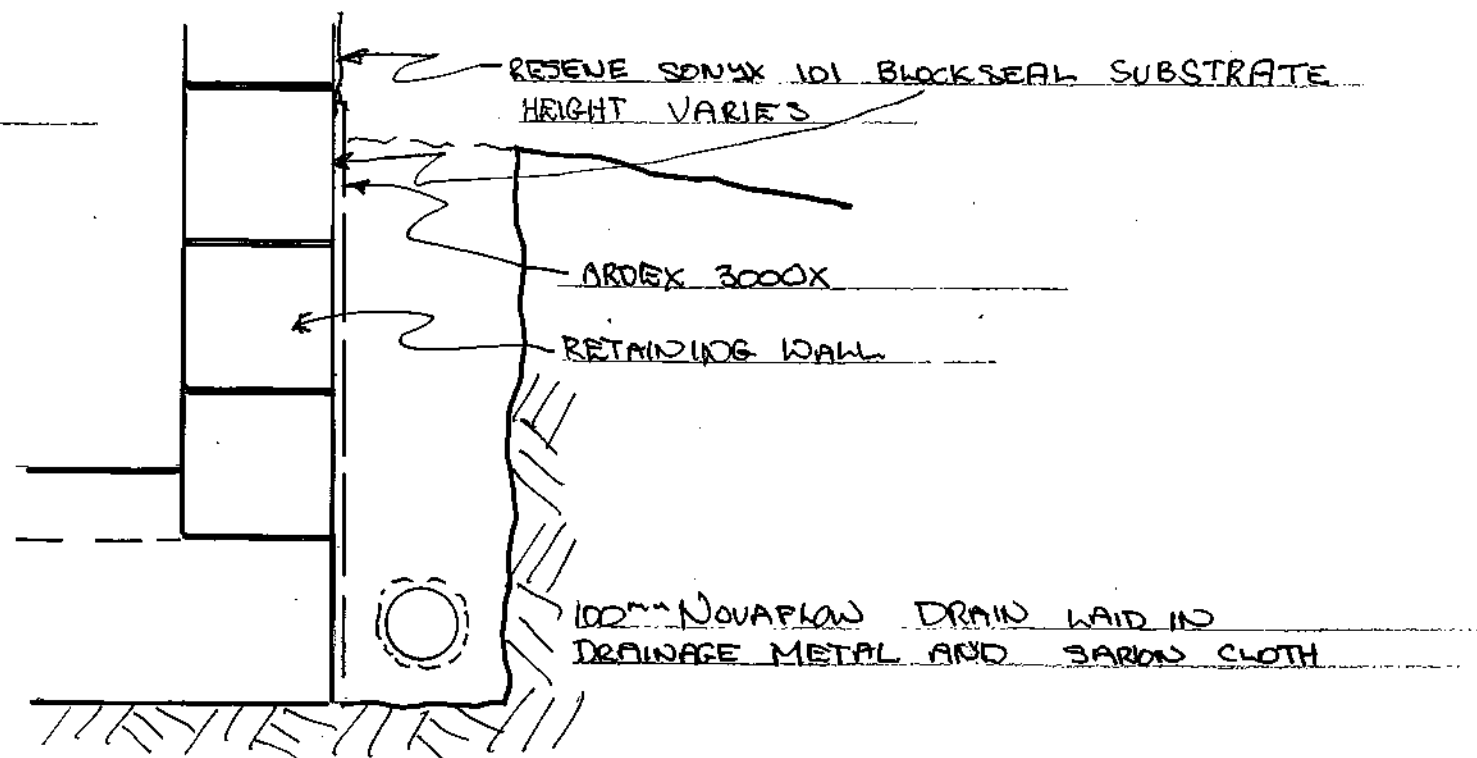 RESENE SONYX 101 BLOCKSEAL SUBSTRATE
HEIGHT VARIES
ARDEX 3000X
RETAINING WALL
100mm NOVAFLOW DRAIN LAID IN
DRAINAGE METAL AND SARLON CLOTH